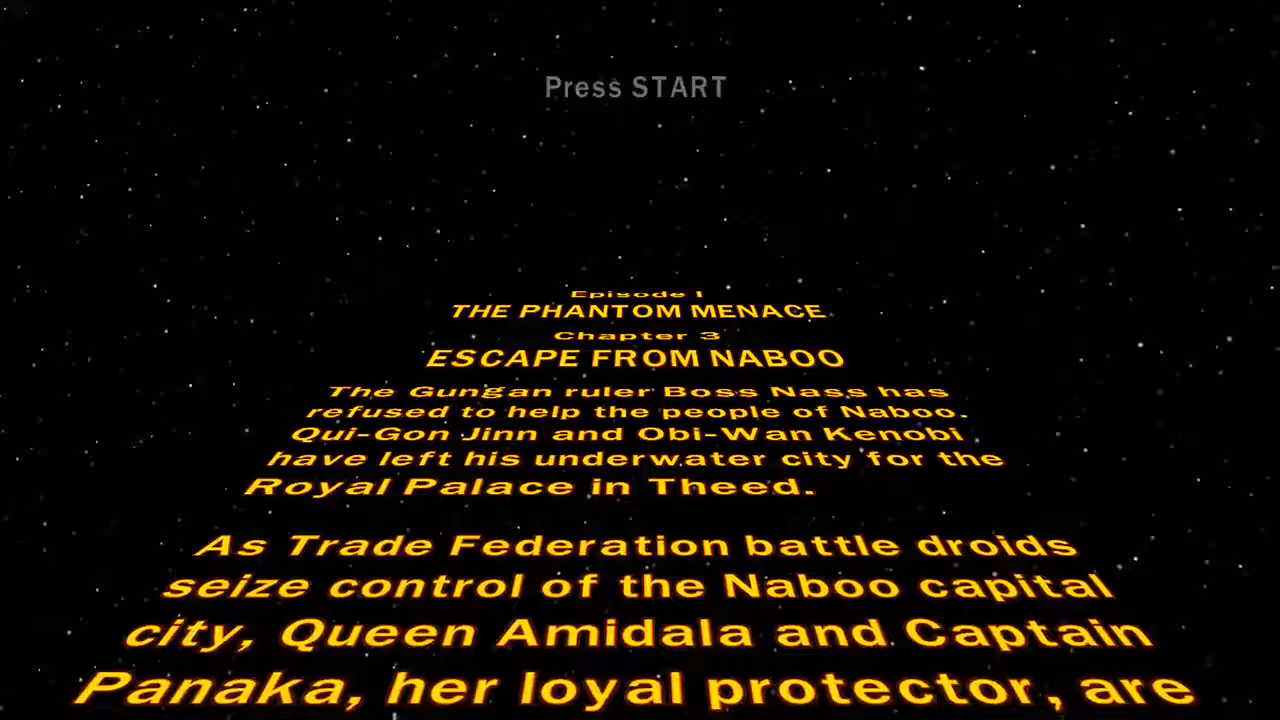 Press START
Episode I
THE PHANTOM MENACE
Chapter 3
ESCAPE FROM NABOO
The Gungan ruler Boss Nass has
refused to help the people of Naboo.
Qui-Gon Jinn and Obi-Wan Kenobi
have left his underwater city for the
Royal Palace in Theed.
As Trade Federation battle droids
seize control of the Naboo capital
city, Queen Amidala and Captain
Panaka, her loyal protector, are